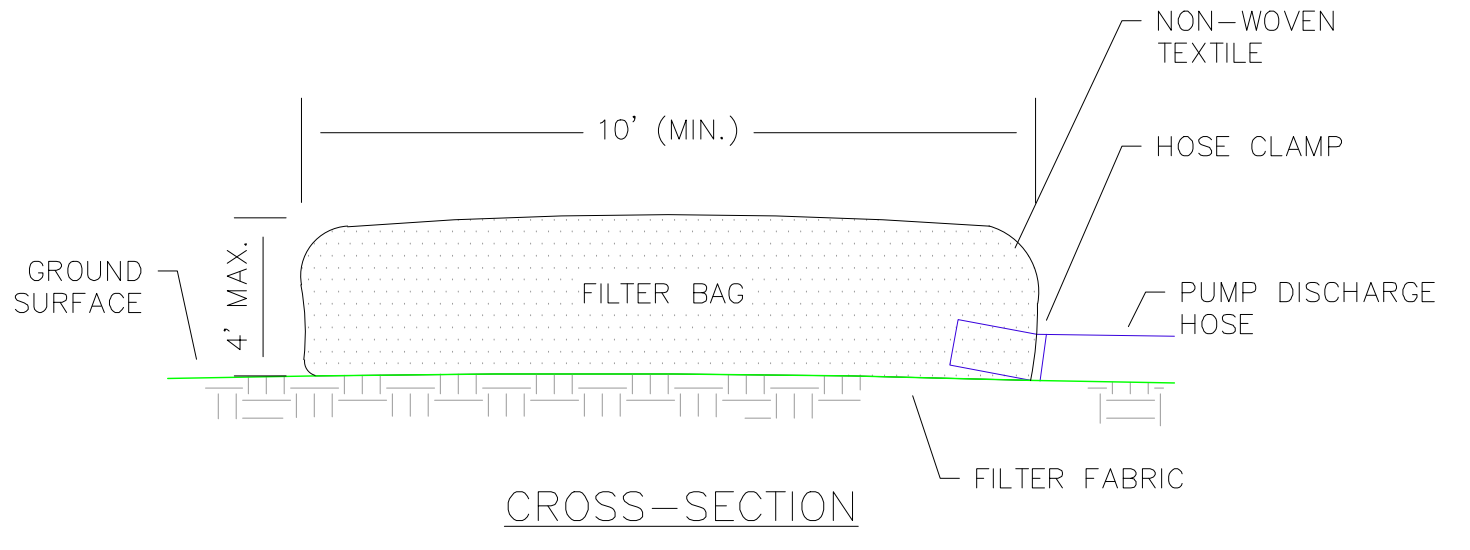 NON-WOVEN
TEXTILE
10' (MIN.)
HOSE CLAMP
GROUND
SURFACE
4' MAX.
FILTER BAG
PUMP DISCHARGE
HOSE
FILTER FABRIC
CROSS-SECTION